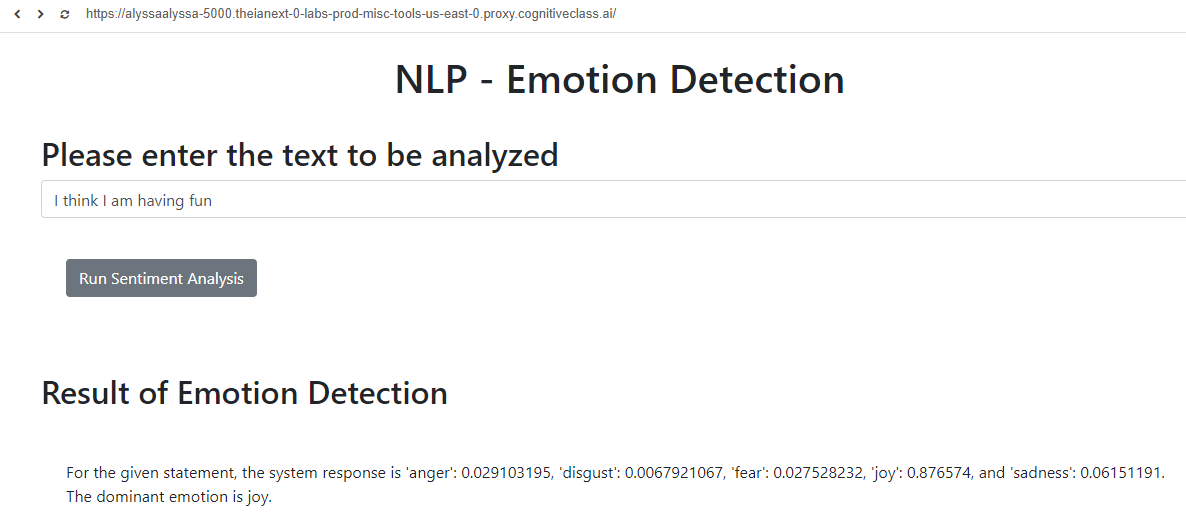 https://alyssaalyssa-5000.theianext-0-labs-prod-misc-tools-us-east-0.proxy.cognitiveclass.ai/
NLP - Emotion Detection
Please enter the text to be analyzed
I think I am having fun
Run Sentiment Analysis
Result of Emotion Detection
For the given statement, the system response is 'anger': 0.029103195, 'disgust': 0.0067921067, 'fear': 0.027528232, 'joy': 0.876574, and 'sadness': 0.06151191.
The dominant emotion is joy.